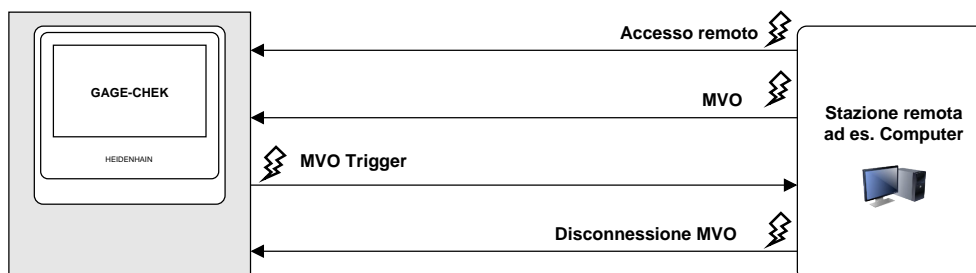 Accesso remoto
GAGE-CHEK
MVO
Stazione remota
ad es. Computer
HEIDENHAIN
MVO Trigger
Disconnessione MVO